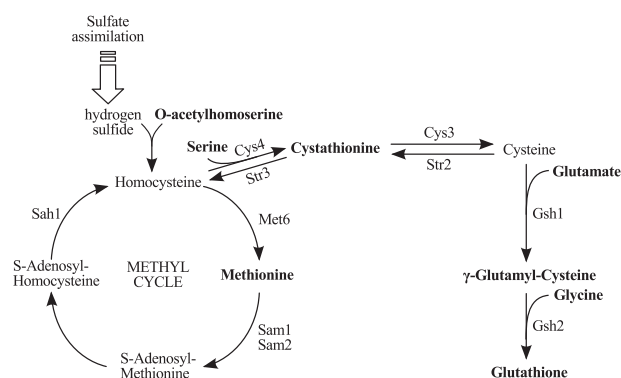 Sulfate
assimilation
hydrogen
sulfide
O-acetylhomoserine
Serine
Cys4
Cystathionine
Cys3
Cysteine
Str3
Str2
Homocysteine
Glutamate
Sah1
Met6
Gsh1
S-Adenosyl-
Homocysteine
METHYL
CYCLE
Methionine
γ-Glutamyl-Cysteine
Glycine
Sam1
Sam2
Gsh2
S-Adenosyl-
Methionine
Glutathione